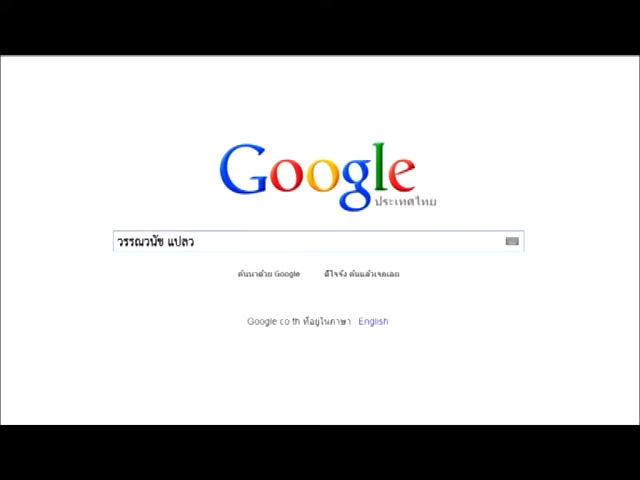 Google
ประเทศไทย
วรรณวนัช แปลว
ค้นหาด้วย Google ดีใจจัง ค้นแล้วเจอเลย
Google co th ที่อยู่ในภาษา English